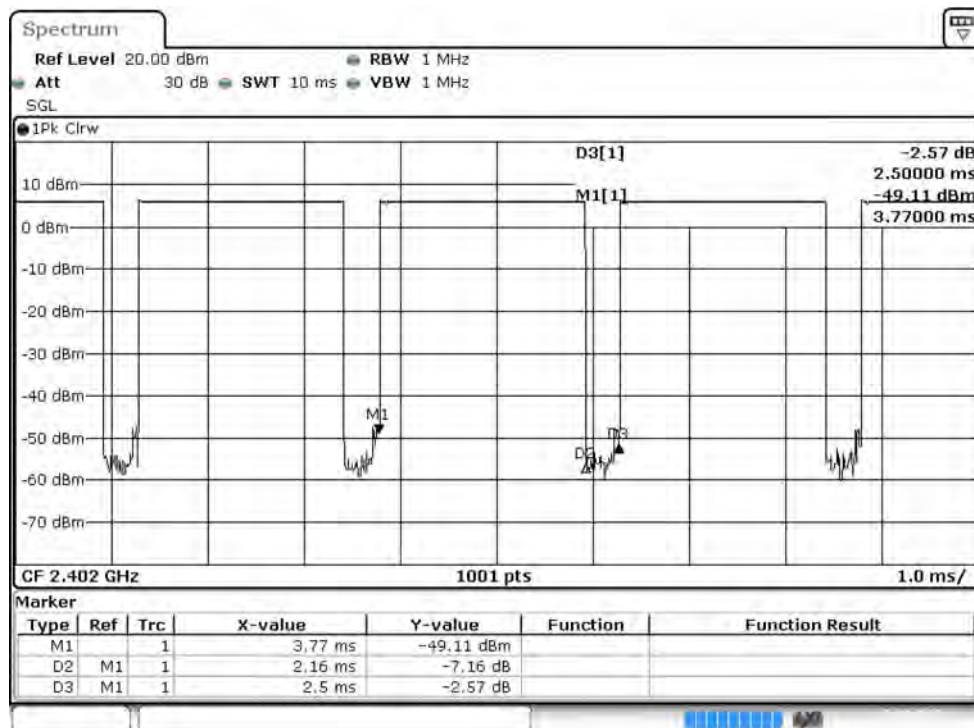 Spectrum
Ref Level 20.00 dBm RBW 1 MHz
Att 30 dB SWT 10 ms VBW 1 MHz
SGL
1Pk Clrw
D3[1] -2.57 dB
2.50000 ms
10 dBm
M1[1] -49.11 dBm
3.77000 ms
0 dBm
-10 dBm
-20 dBm
-30 dBm
-40 dBm
M1
-50 dBm
D3
D2
-60 dBm
-70 dBm
CF 2.402 GHz 1001 pts 1.0 ms/
Marker
Type Ref Trc X-value Y-value Function Function Result
M1 1 3.77 ms -49.11 dBm
D2 M1 1 2.16 ms -7.16 dB
D3 M1 1 2.5 ms -2.57 dB